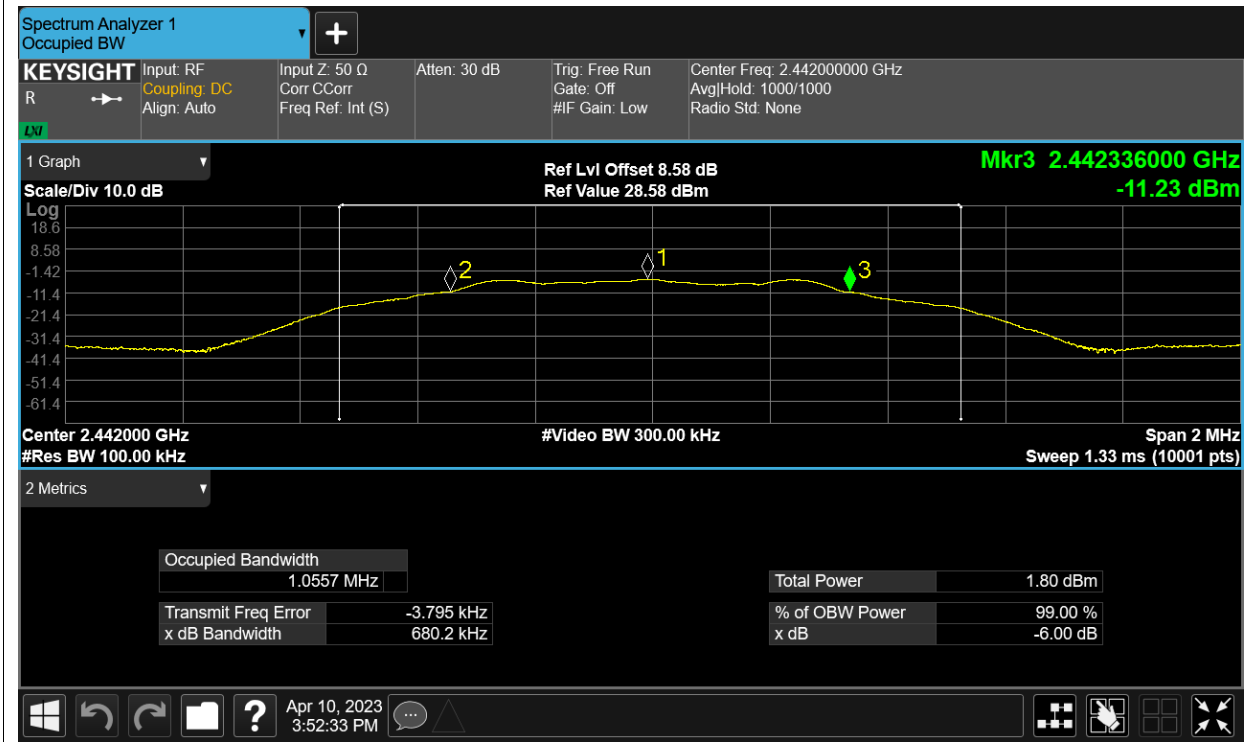 Spectrum Analyzer 1
Occupied BW
KEYSIGHT
R
LXI
Input: RF
Coupling: DC
Align: Auto
Input Z: 50 Ω
Corr CCorr
Freq Ref: Int (S)
Atten: 30 dB
Trig: Free Run
Gate: Off
#IF Gain: Low
Center Freq: 2.442000000 GHz
Avg|Hold: 1000/1000
Radio Std: None
1 Graph
Scale/Div 10.0 dB
Ref Lvl Offset 8.58 dB
Ref Value 28.58 dBm
Mkr3 2.442336000 GHz
-11.23 dBm
Log
18.6
8.58
-1.42
-11.4
-21.4
-31.4
-41.4
-51.4
-61.4
2
1
3
Center 2.442000 GHz
#Res BW 100.00 kHz
#Video BW 300.00 kHz
Span 2 MHz
Sweep 1.33 ms (10001 pts)
2 Metrics
Occupied Bandwidth
1.0557 MHz
Transmit Freq Error -3.795 kHz
x dB Bandwidth 680.2 kHz
Total Power 1.80 dBm
% of OBW Power 99.00 %
x dB -6.00 dB
?
Apr 10, 2023
3:52:33 PM